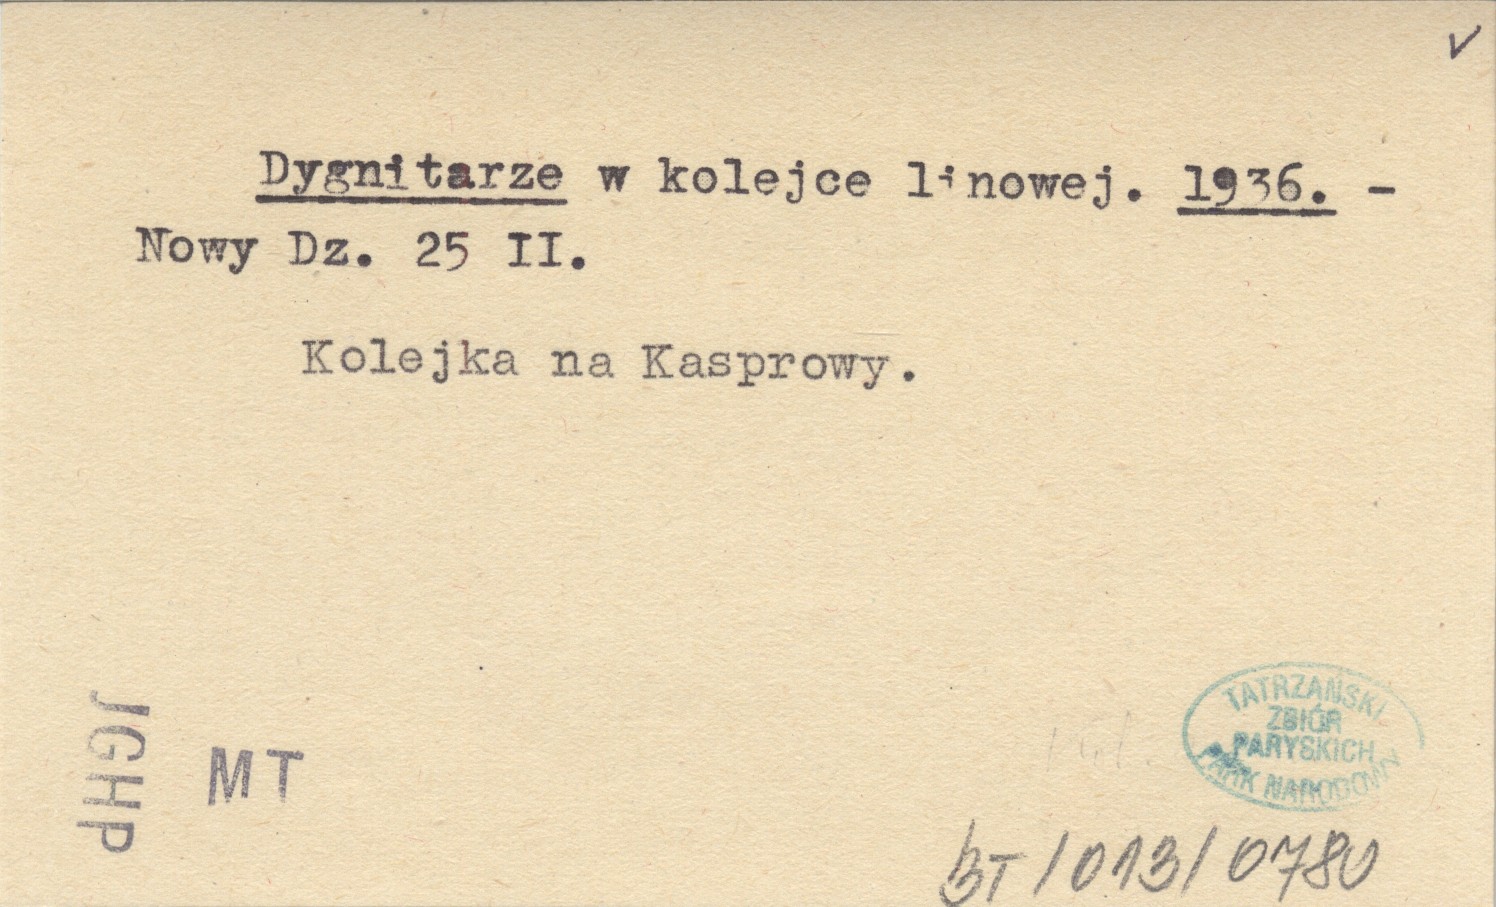 Dygnitarze w kolejce linowej. 1936. -
Nowy Dz. 25 II.
Kolejka na Kasprowy.
JGHP
MT
TATRZAŃSKI
ZBIÓR
PARYSKICH
PARK NARODOWY
BT/013/0780